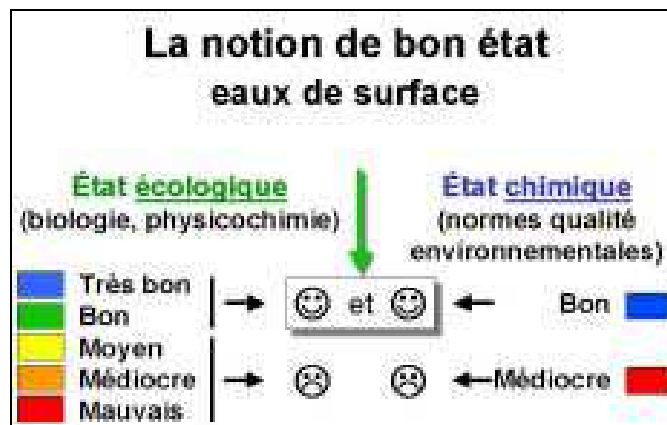 La notion de bon état
eaux de surface
État écologique
(biologie, physicochimie)
État chimique
(normes qualité
environnementales)
Très bon
Bon
Moyen
Médiocre
Mauvais
et
Bon
Médiocre